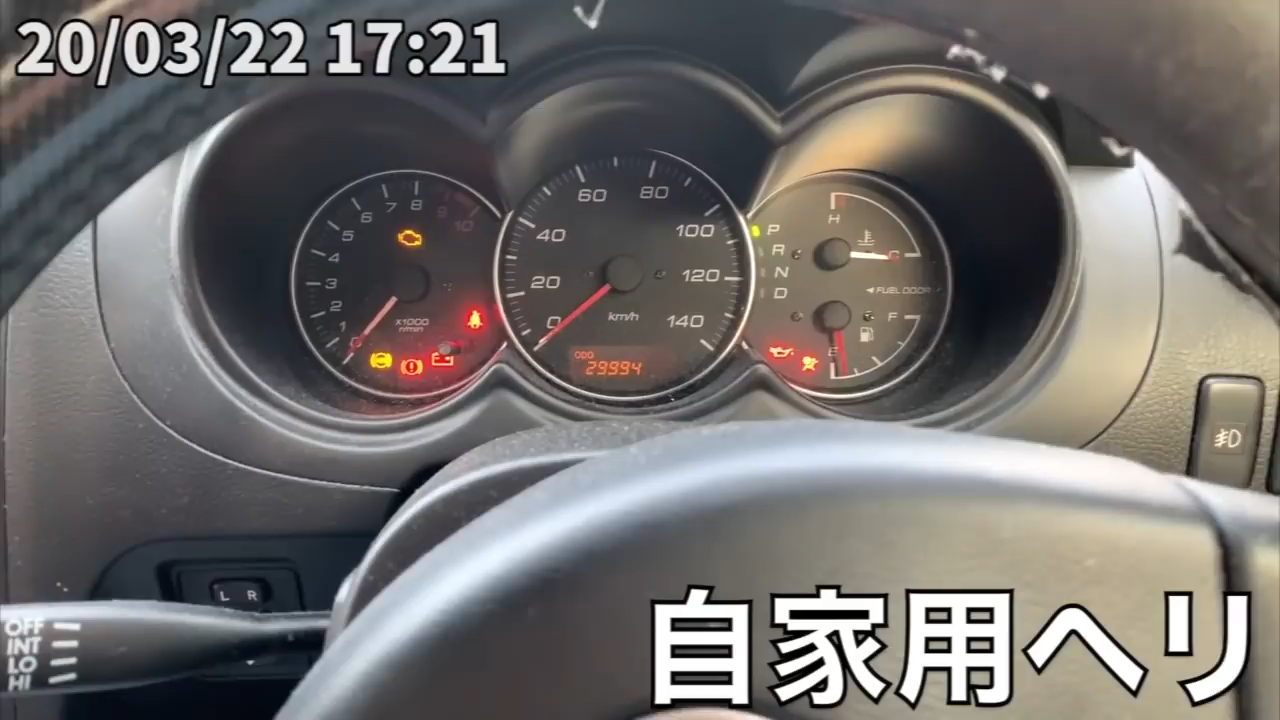 20/03/22 17:21
1
2
3
4
5
6
7
8
9
10
X1000
r/min
0
20
40
60
80
100
120
140
km/h
ODO
29994
P
R
N
D
H
C
◀ FUEL DOOR
F
E
L R
OFF
INT
LO
HI
自家用ヘリ